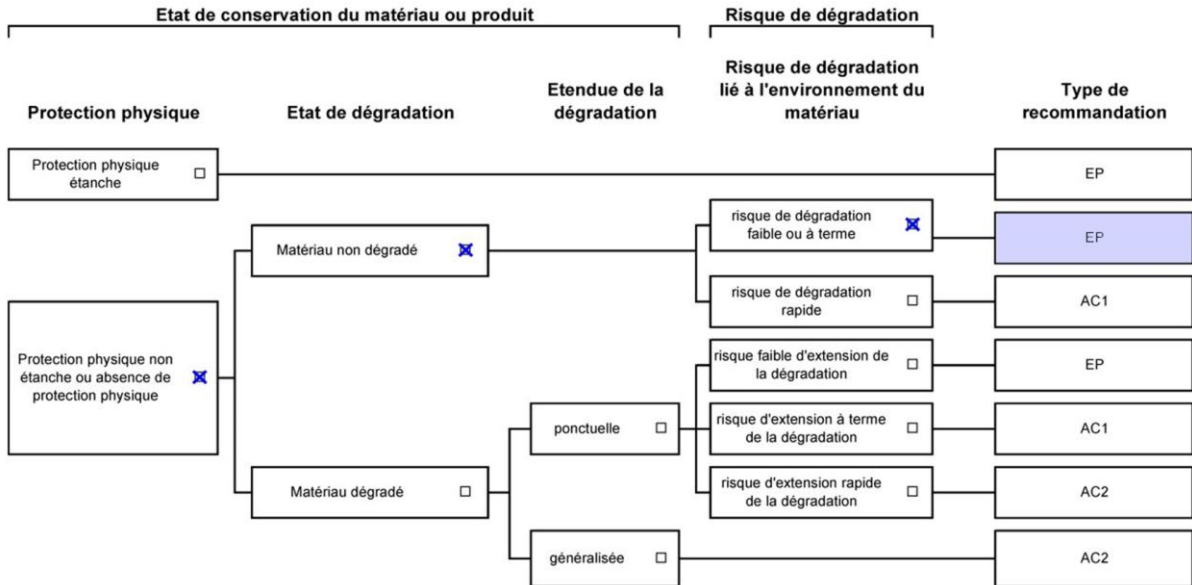 Etat de conservation du matériau ou produit
Risque de dégradation
Protection physique
Etat de dégradation
Etendue de la
dégradation
Risque de dégradation
lié à l'environnement du
matériau
Type de
recommandation
Protection physique
étanche
EP
risque de dégradation
faible ou à terme
EP
Matériau non dégradé
risque de dégradation
rapide
AC1
Protection physique non
étanche ou absence de
protection physique
risque faible d'extension de
la dégradation
EP
ponctuelle
risque d'extension à terme
de la dégradation
AC1
Matériau dégradé
risque d'extension rapide
de la dégradation
AC2
généralisée
AC2